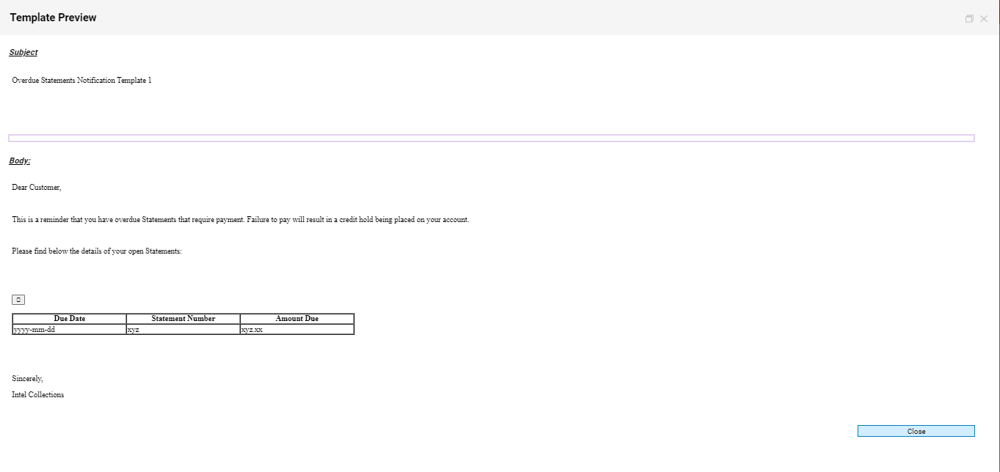 Template Preview
Subject
Overdue Statements Notification Template 1
Body:
Dear Customer,
This is a reminder that you have overdue Statements that require payment. Failure to pay will result in a credit hold being placed on your account.
Please find below the details of your open Statements:
Due Date Statement Number Amount Due
yyyy-mm-dd xyz xyz.xx
Sincerely,
Intel Collections
Close